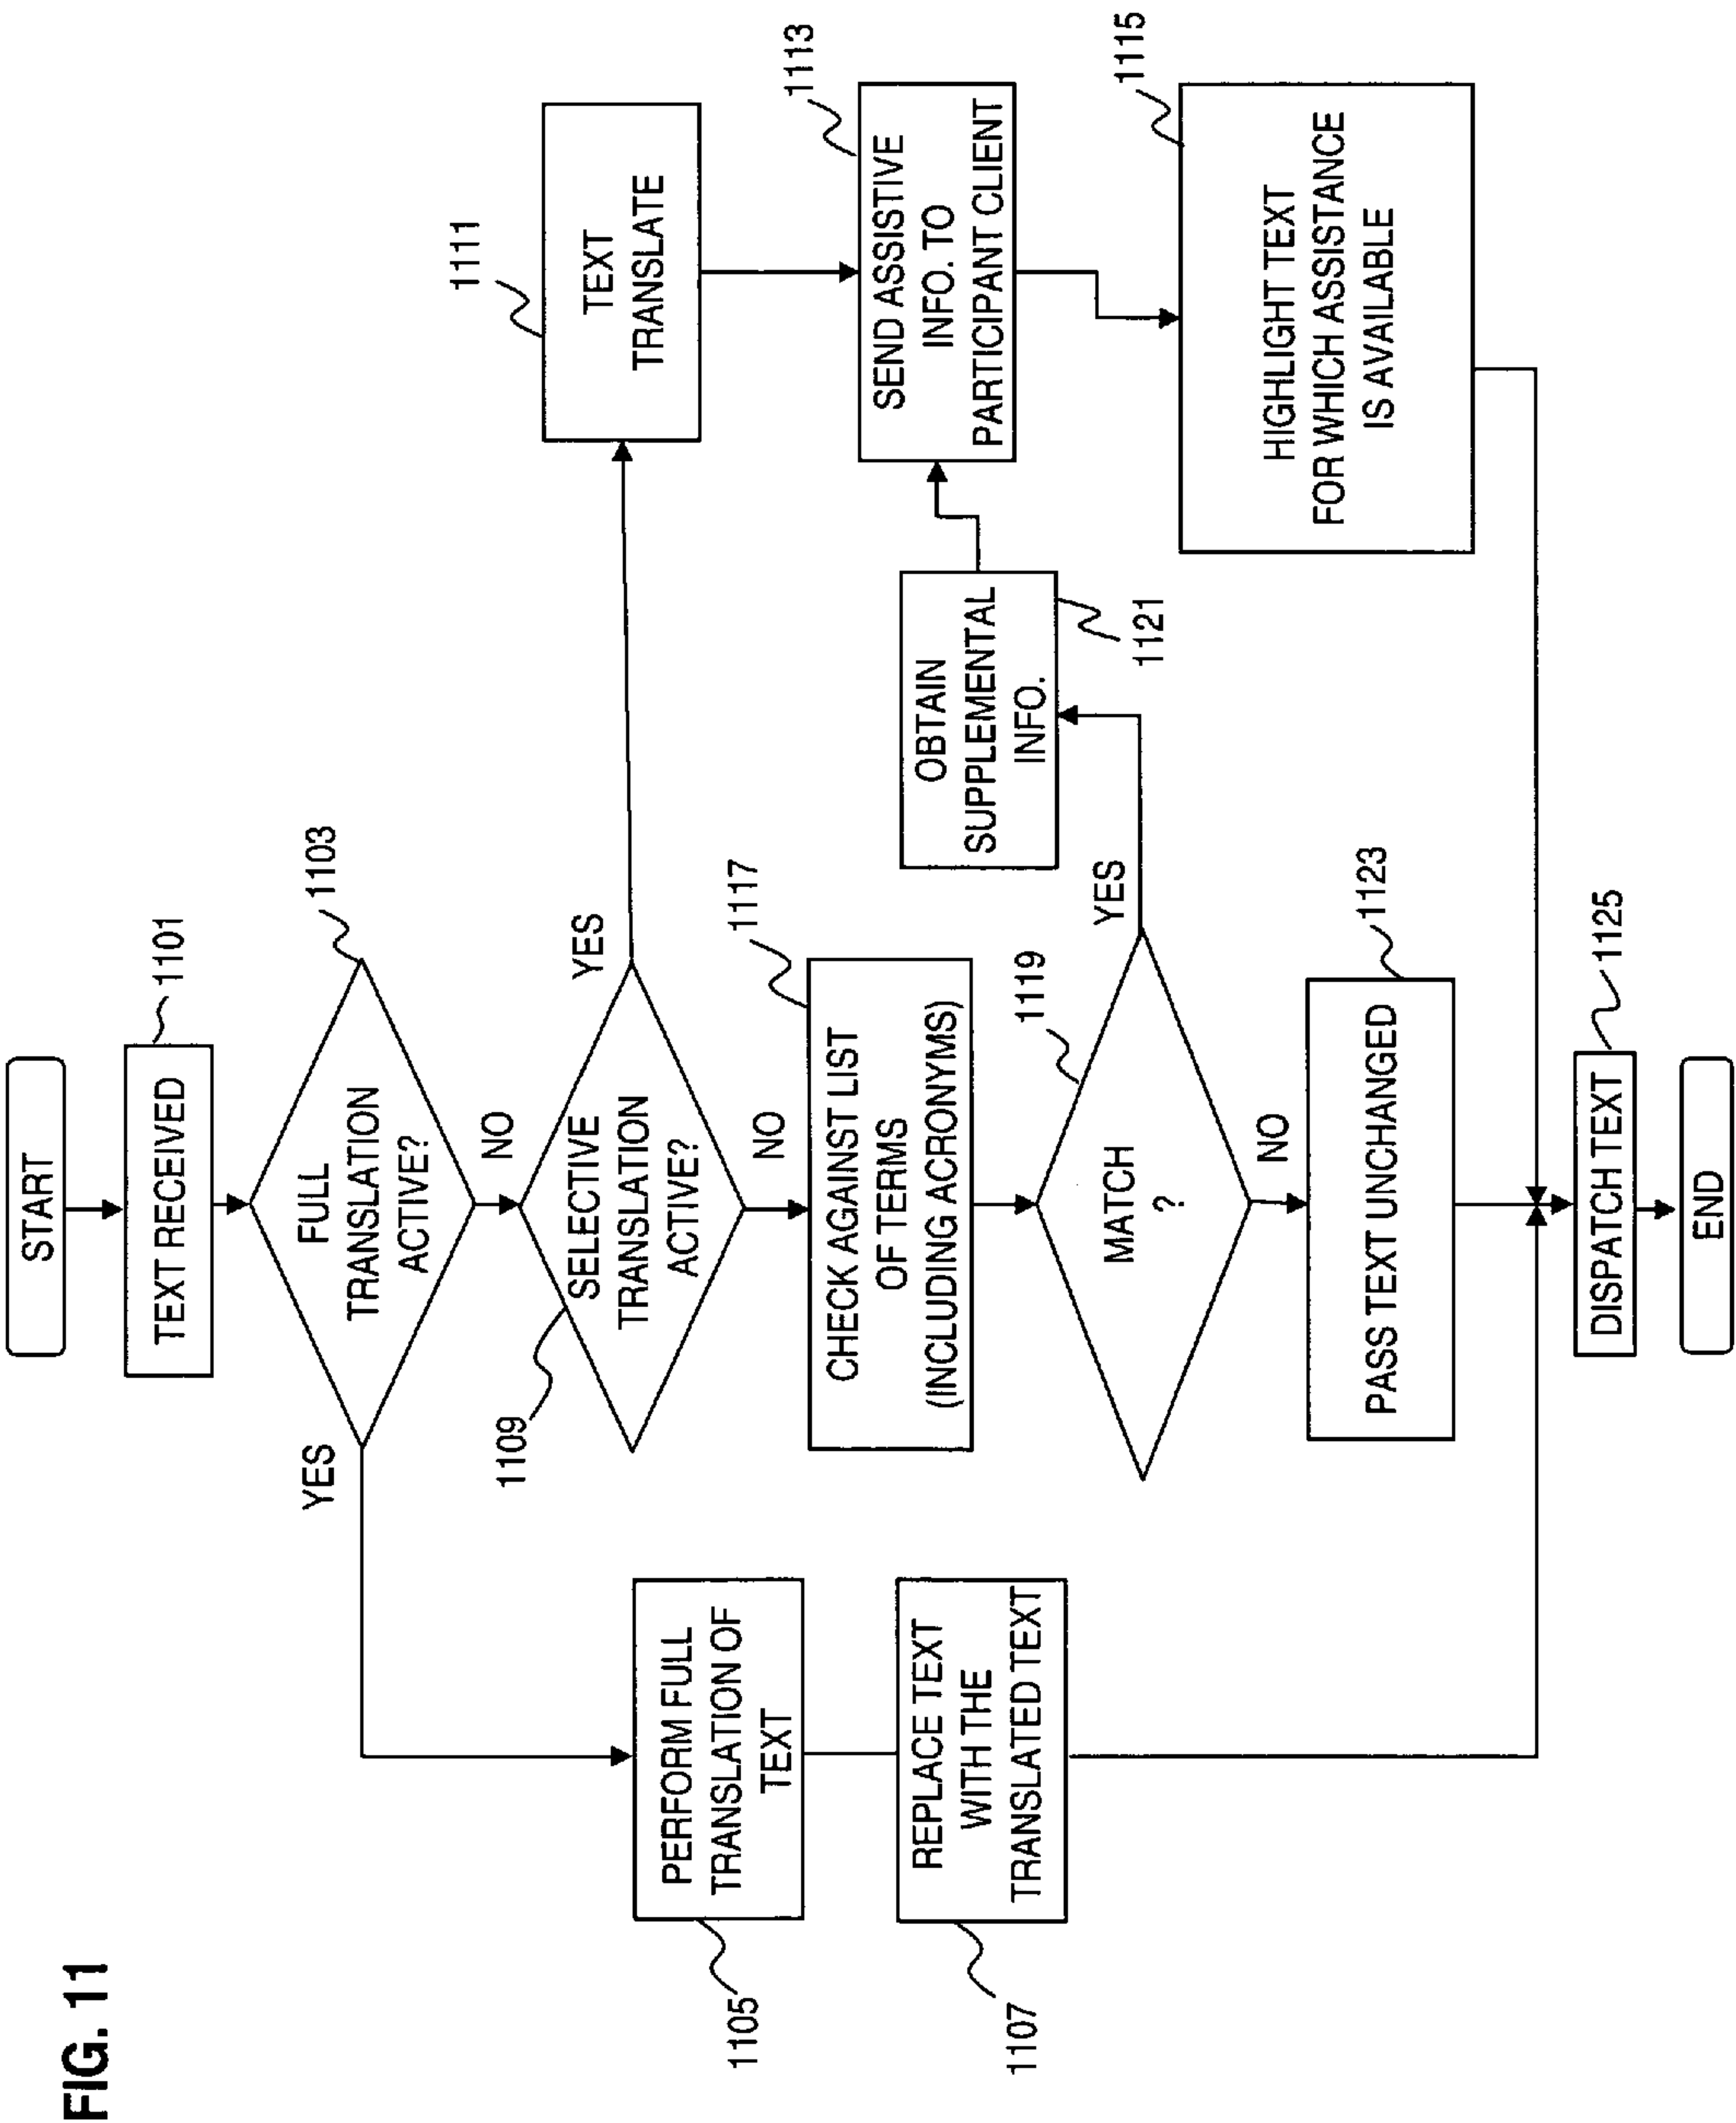 FIG. 11
START
1101
TEXT RECEIVED
1103
FULL
TRANSLATION
ACTIVE?
YES
NO
1109
SELECTIVE
TRANSLATION
ACTIVE?
YES
NO
1111
TEXT
TRANSLATE
1105
PERFORM FULL
TRANSLATION OF
TEXT
1117
CHECK AGAINST LIST
OF TERMS
(INCLUDING ACRONYMS)
1113
SEND ASSISTIVE
INFO. TO
PARTICIPANT CLIENT
1107
REPLACE TEXT
WITH THE
TRANSLATED TEXT
1119
MATCH
?
YES
NO
OBTAIN
SUPPLEMENTAL
INFO.
1121
1115
HIGHLIGHT TEXT
FOR WHICH ASSISTANCE
IS AVAILABLE
1123
PASS TEXT UNCHANGED
1125
DISPATCH TEXT
END